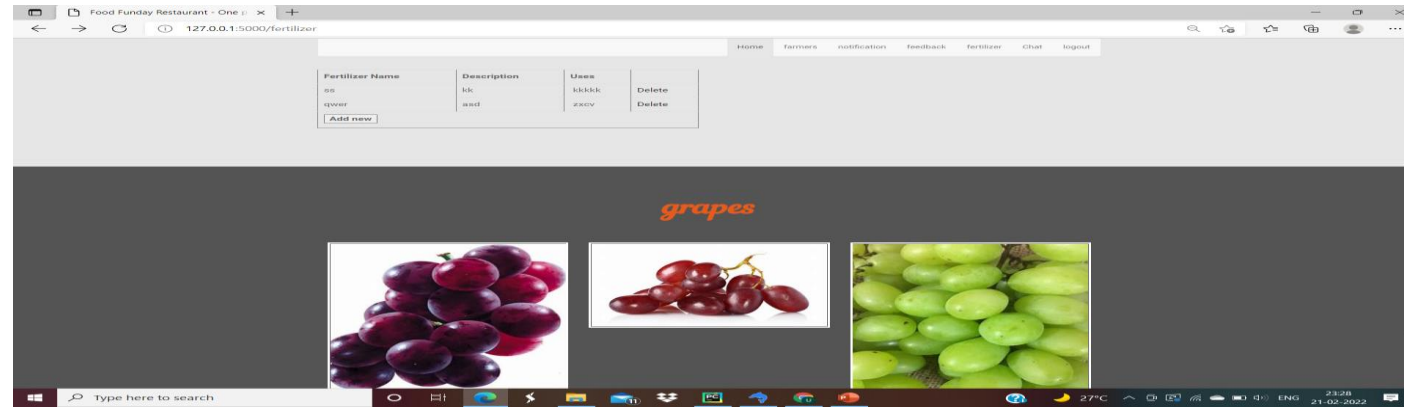 Food Funday Restaurant - One p
127.0.0.1:5000/fertilizer
Home farmers notification feedback fertilizer Chat logout
Fertilizer Name Description Uses
ss kk kkkkk Delete
qwer asd zxcv Delete
Add new
grapes
Type here to search
27°C
ENG
23:28
21-02-2022